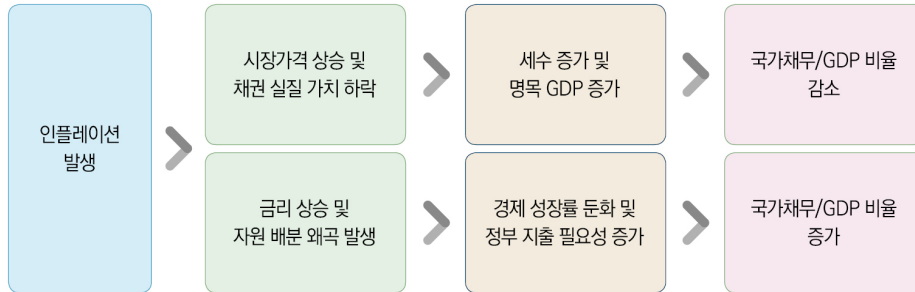 인플레이션
발생
시장가격 상승 및
채권 실질 가치 하락
세수 증가 및
명목 GDP 증가
국가채무/GDP 비율
감소
금리 상승 및
자원 배분 왜곡 발생
경제 성장률 둔화 및
정부 지출 필요성 증가
국가채무/GDP 비율
증가